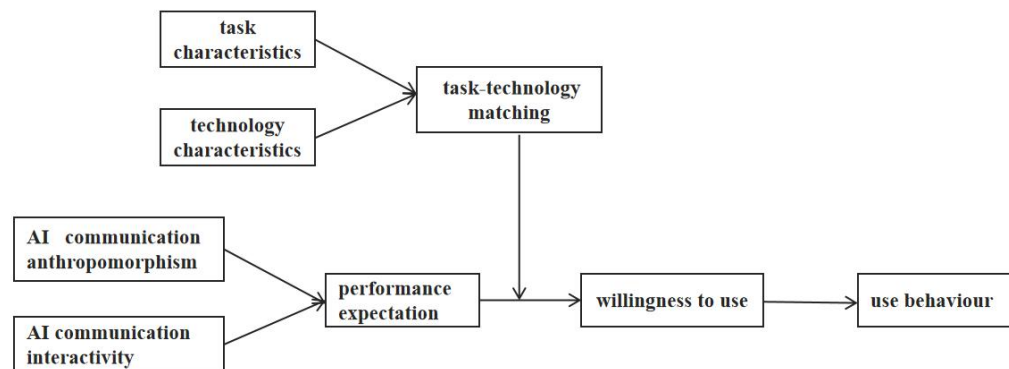 task
characteristics
task-technology
matching
technology
characteristics
AI communication
anthropomorphism
performance
expectation
willingness to use
use behaviour
AI communication
interactivity